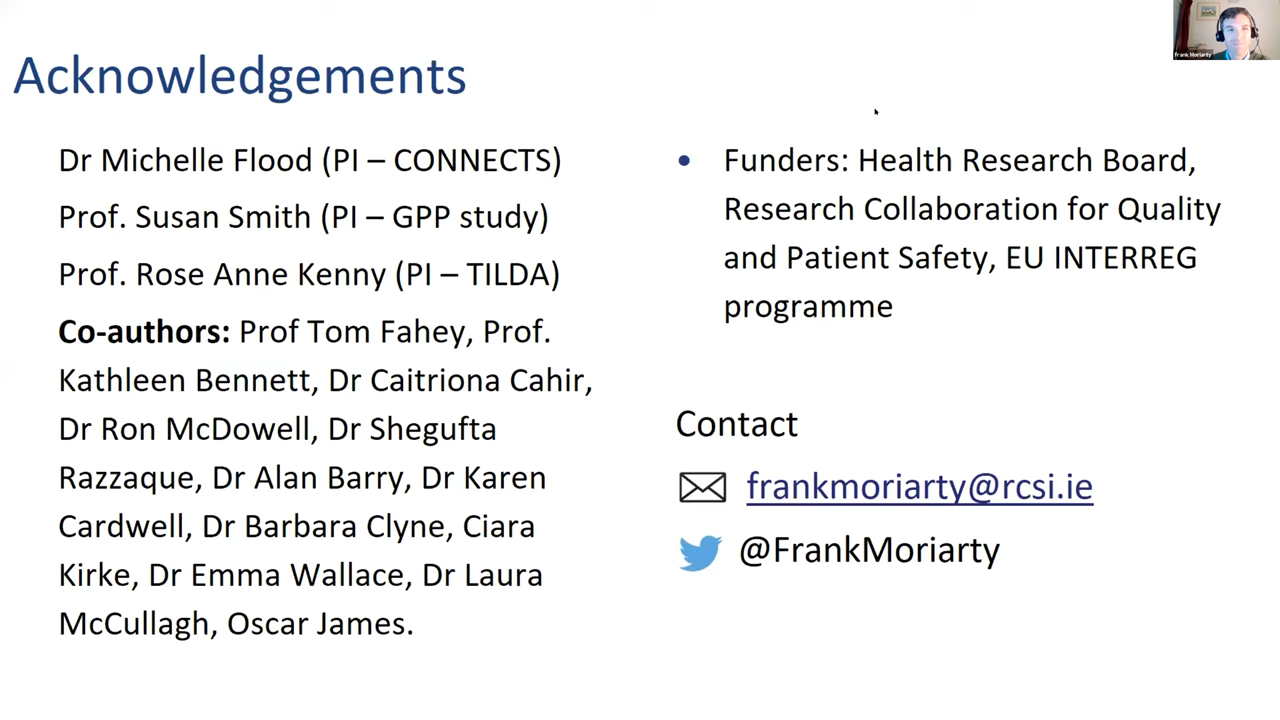 Acknowledgements
Dr Michelle Flood (PI – CONNECTS)
Prof. Susan Smith (PI – GPP study)
Prof. Rose Anne Kenny (PI – TILDA)
Co-authors: Prof Tom Fahey, Prof.
Kathleen Bennett, Dr Caitriona Cahir,
Dr Ron McDowell, Dr Shegufta
Razzaque, Dr Alan Barry, Dr Karen
Cardwell, Dr Barbara Clyne, Ciara
Kirke, Dr Emma Wallace, Dr Laura
McCullagh, Oscar James.
• Funders: Health Research Board,
Research Collaboration for Quality
and Patient Safety, EU INTERREG
programme
Contact
frankmoriarty@rcsi.ie
@FrankMoriarty
Frank Moriarty